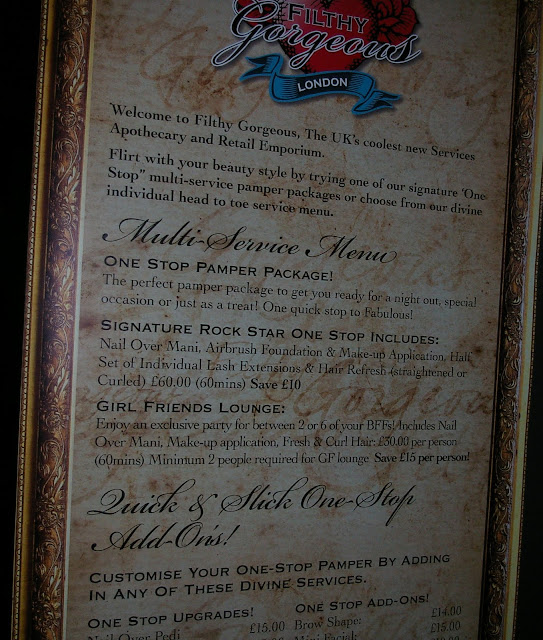 FILTHY
Gorgeous
LONDON
Welcome to Filthy Gorgeous, The UK's coolest new Services
Apothecary and Retail Emporium.
Flirt with your beauty style by trying one of our signature 'One
Stop" multi-service pamper packages or choose from our divine
individual head to toe service menu.
Multi-Service Menu
One Stop Pamper Package!
The perfect pamper package to get you ready for a night out, special
occasion or just as a treat! One quick stop to Fabulous!
Signature Rock Star One Stop Includes:
Nail Over Mani, Airbrush Foundation & Make-up Application, Half
Set of Individual Lash Extensions & Hair Refresh (straightened or
Curled) £60.00 (60mins) Save £10
Girl Friends Lounge:
Enjoy an exclusive party for between 2 or 6 of your BFFs! Includes Nail
Over Mani, Make-up application, Fresh & Curl Hair: £50.00 per person
(60mins) Minimum 2 people required for GF lounge Save £15 per person!
Quick & Slick One-Stop
Add-On's!
Customise Your One-Stop Pamper By Adding
In Any Of These Divine Services.
One Stop Upgrades!
Nail Over Pedi £15.00
One Stop Add-Ons!
Brow Shape: £14.00
Mini Facial: £15.00